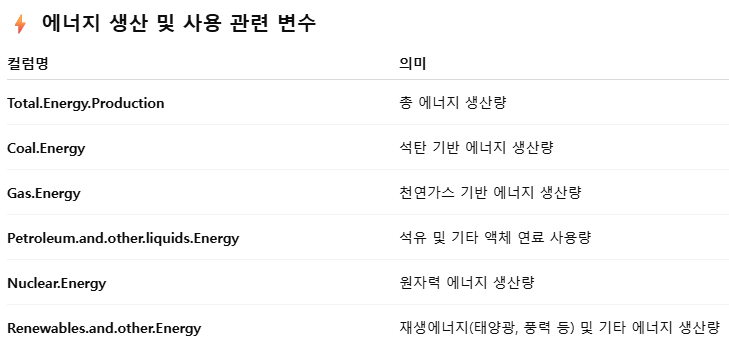 ⚡ 에너지 생산 및 사용 관련 변수
컬럼명 의미
Total.Energy.Production 총 에너지 생산량
Coal.Energy 석탄 기반 에너지 생산량
Gas.Energy 천연가스 기반 에너지 생산량
Petroleum.and.other.liquids.Energy 석유 및 기타 액체 연료 사용량
Nuclear.Energy 원자력 에너지 생산량
Renewables.and.other.Energy 재생에너지(태양광, 풍력 등) 및 기타 에너지 생산량